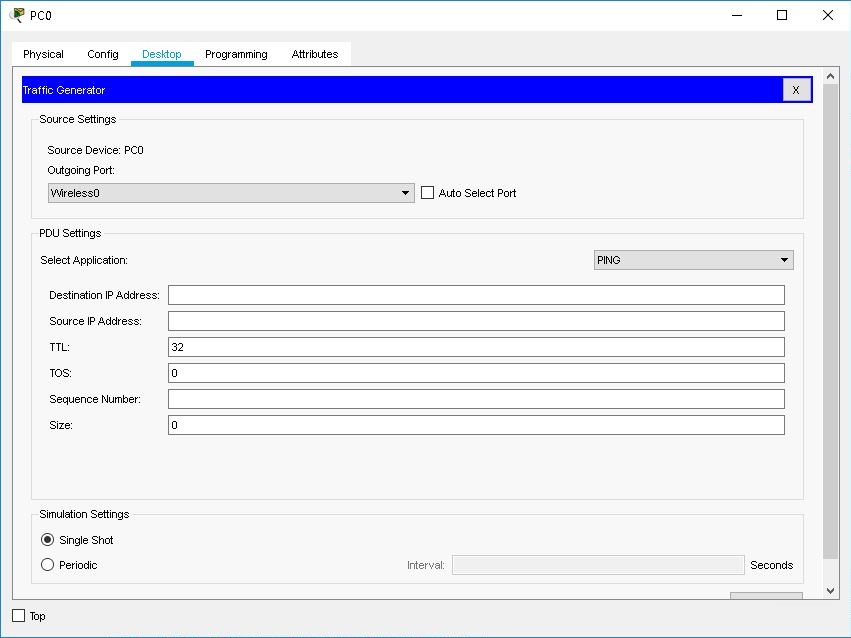 PC0
Physical Config Desktop Programming Attributes
Traffic Generator X
Source Settings
Source Device: PC0
Outgoing Port:
Wireless0 Auto Select Port
PDU Settings
Select Application: PING
Destination IP Address:
Source IP Address:
TTL: 32
TOS: 0
Sequence Number:
Size: 0
Simulation Settings
Single Shot
Periodic Interval: Seconds
Top